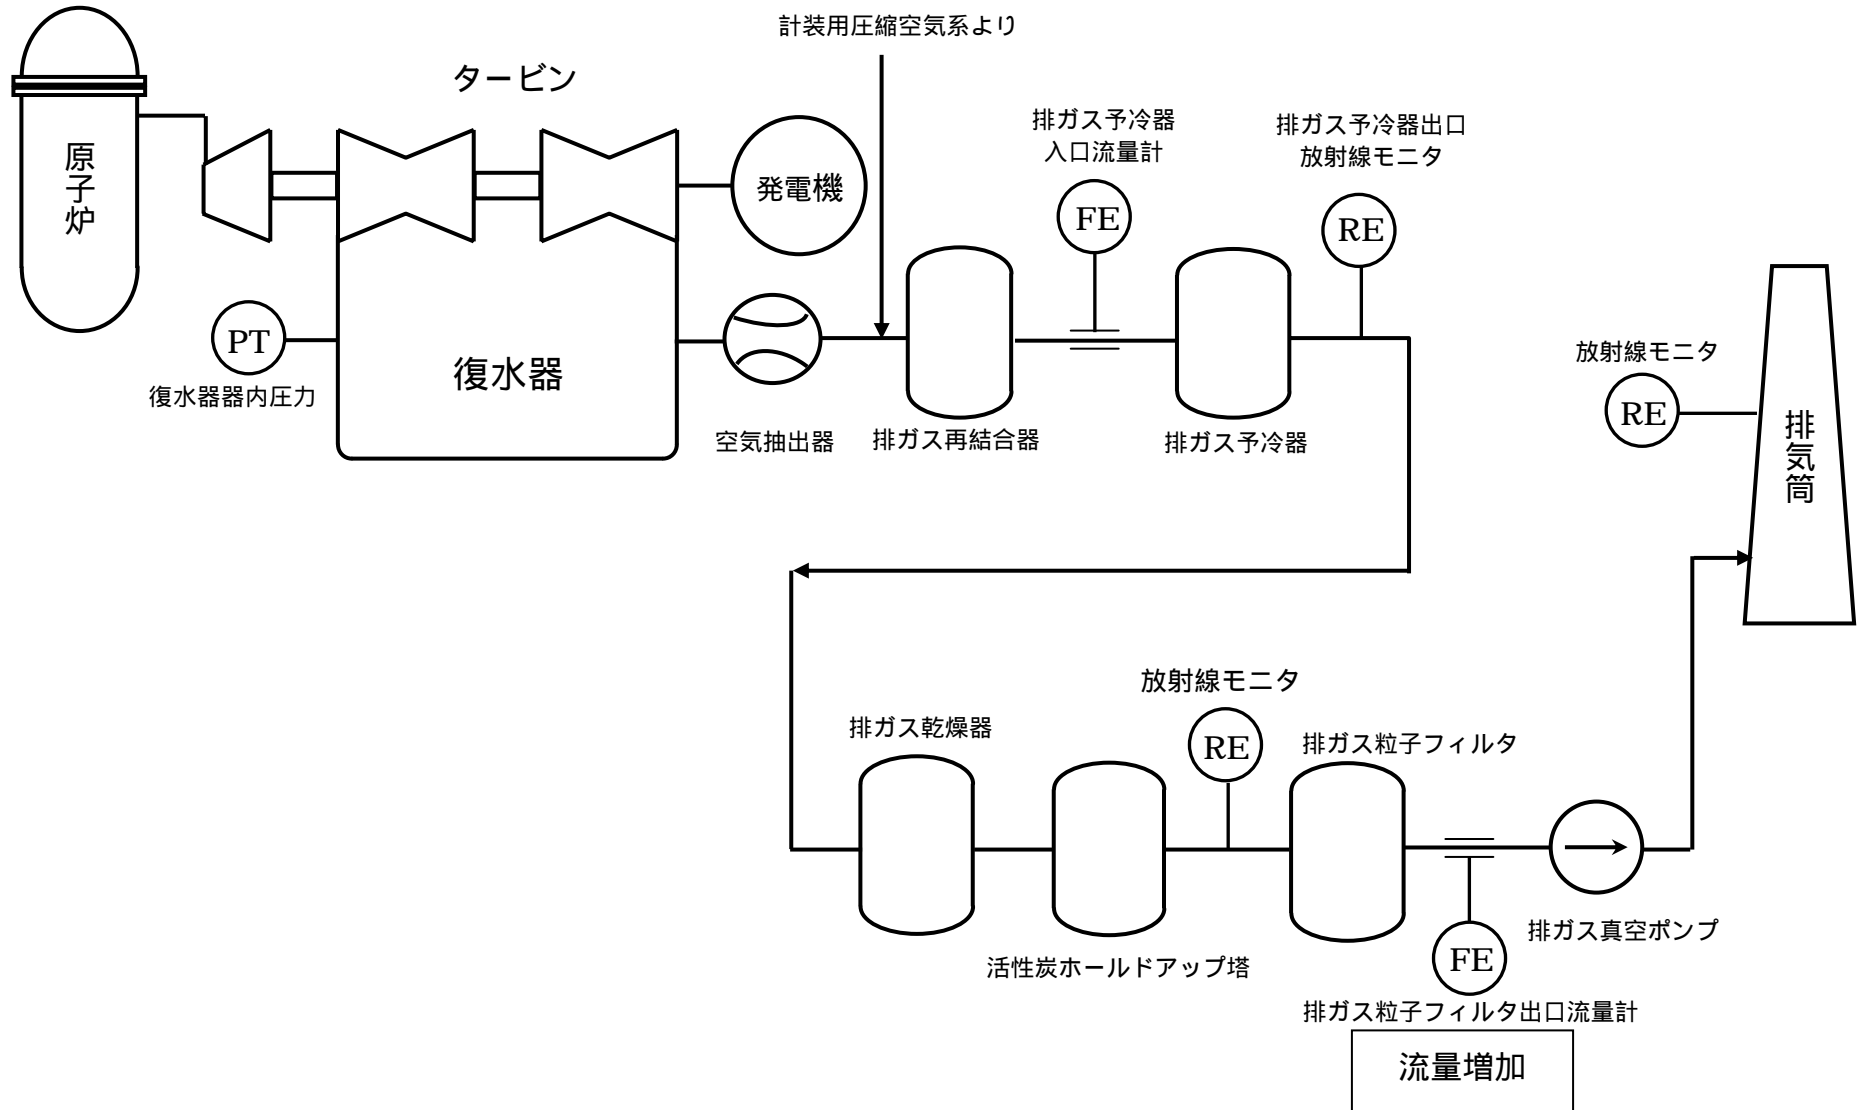 計装用圧縮空気系より
タービン
原子炉
発電機
排ガス予冷器
入口流量計
FE
排ガス予冷器出口
放射線モニタ
RE
PT
復水器器内圧力
復水器
空気抽出器
排ガス再結合器
排ガス予冷器
放射線モニタ
RE
排気筒
放射線モニタ
RE
排ガス乾燥器
排ガス粒子フィルタ
活性炭ホールドアップ塔
排ガス真空ポンプ
FE
排ガス粒子フィルタ出口流量計
流量増加